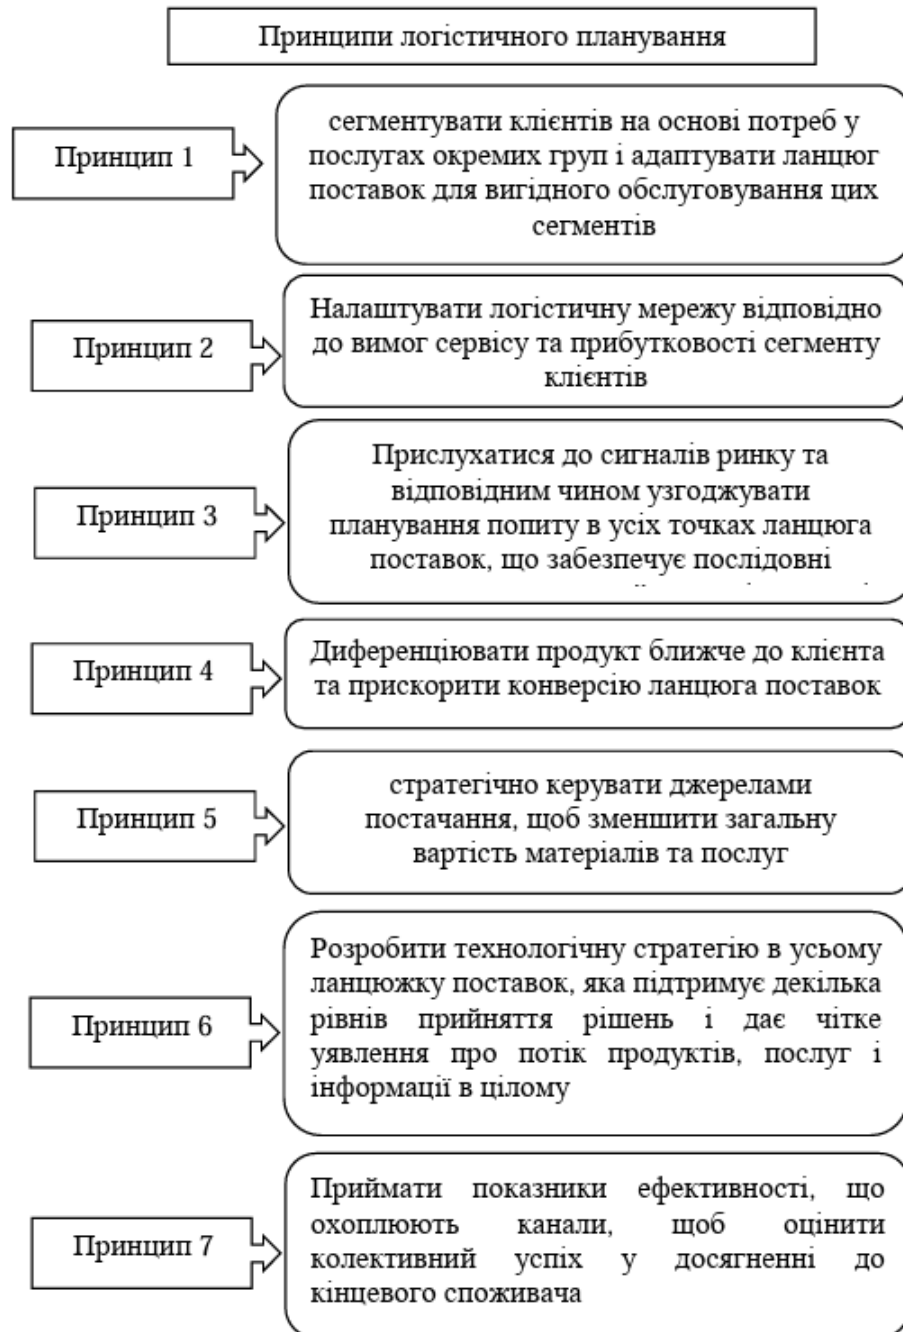 Принципи логістичного планування
Принцип 1
сегментувати клієнтів на основі потреб у
послугах окремих груп і адаптувати ланцюг
поставок для вигідного обслуговування цих
сегментів
Принцип 2
Налаштувати логістичну мережу відповідно
до вимог сервісу та прибутковості сегменту
клієнтів
Принцип 3
Прислухатися до сигналів ринку та
відповідним чином узгоджувати
планування попиту в усіх точках ланцюга
поставок, що забезпечує послідовні
Принцип 4
Диференціювати продукт ближче до клієнта
та прискорити конверсію ланцюга поставок
Принцип 5
стратегічно керувати джерелами
постачання, щоб зменшити загальну
вартість матеріалів та послуг
Принцип 6
Розробити технологічну стратегію в усьому
ланцюжку поставок, яка підтримує декілька
рівнів прийняття рішень і дає чітке
уявлення про потік продуктів, послуг і
інформації в цілому
Принцип 7
Приймати показники ефективності, що
охоплюють канали, щоб оцінити
колективний успіх у досягненні до
кінцевого споживача